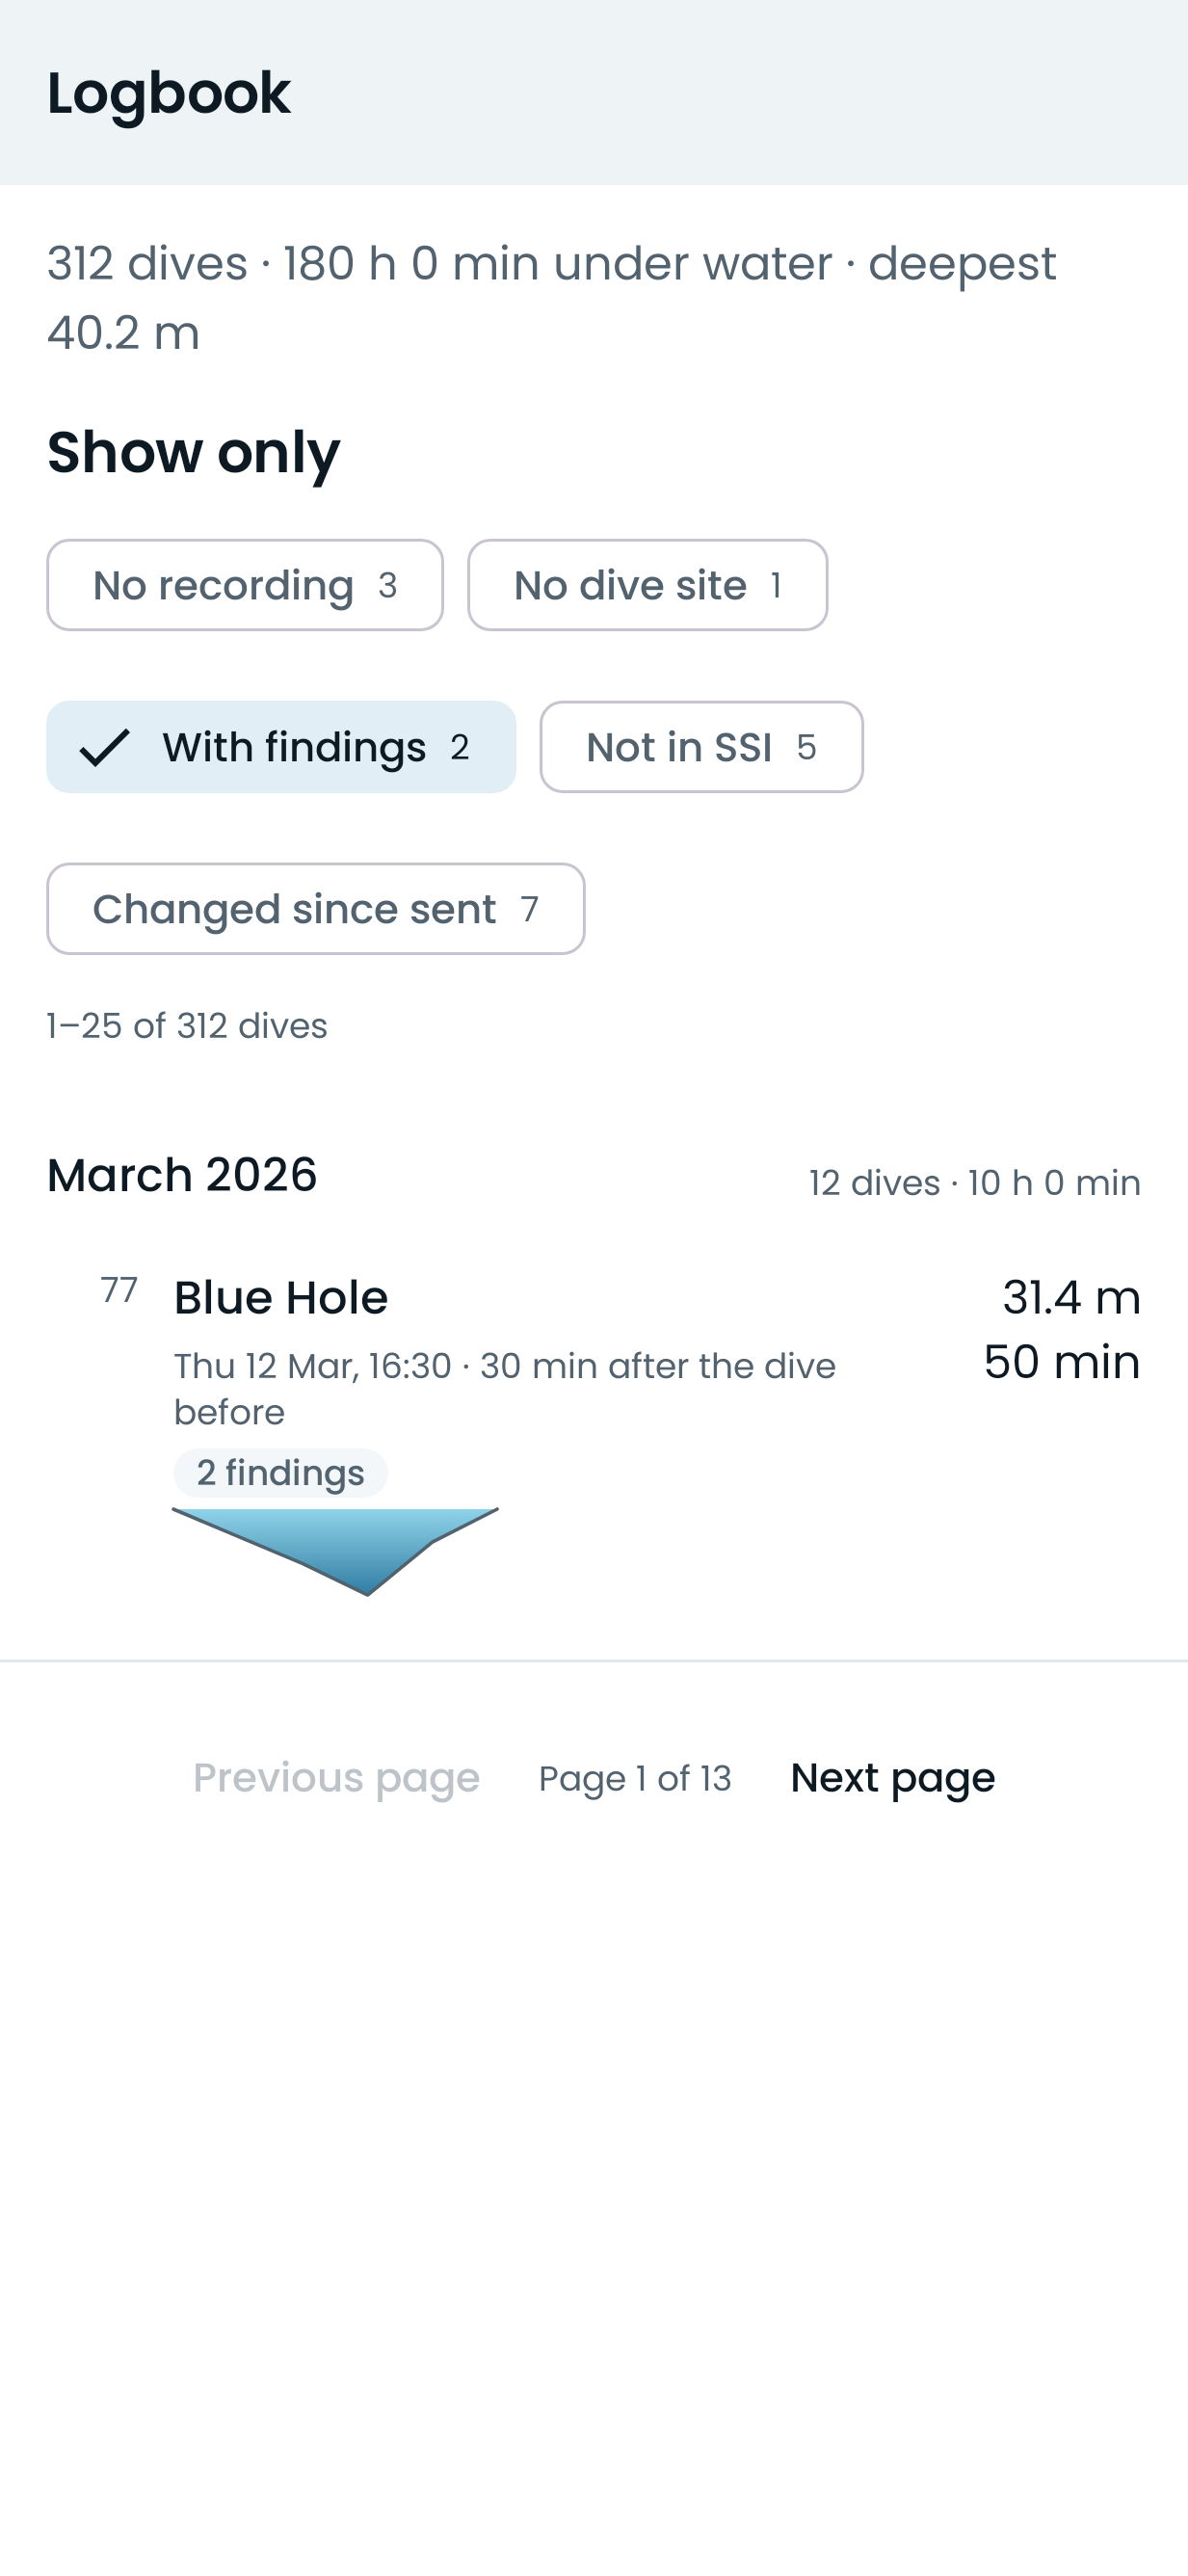 Logbook
312 dives · 180 h 0 min under water · deepest
40.2 m
Show only
No recording 3
No dive site 1
With findings 2
Not in SSI 5
Changed since sent 7
1–25 of 312 dives
March 2026
12 dives · 10 h 0 min
77
Blue Hole
31.4 m
Thu 12 Mar, 16:30 · 30 min after the dive
before
50 min
2 findings
Previous page
Page 1 of 13
Next page